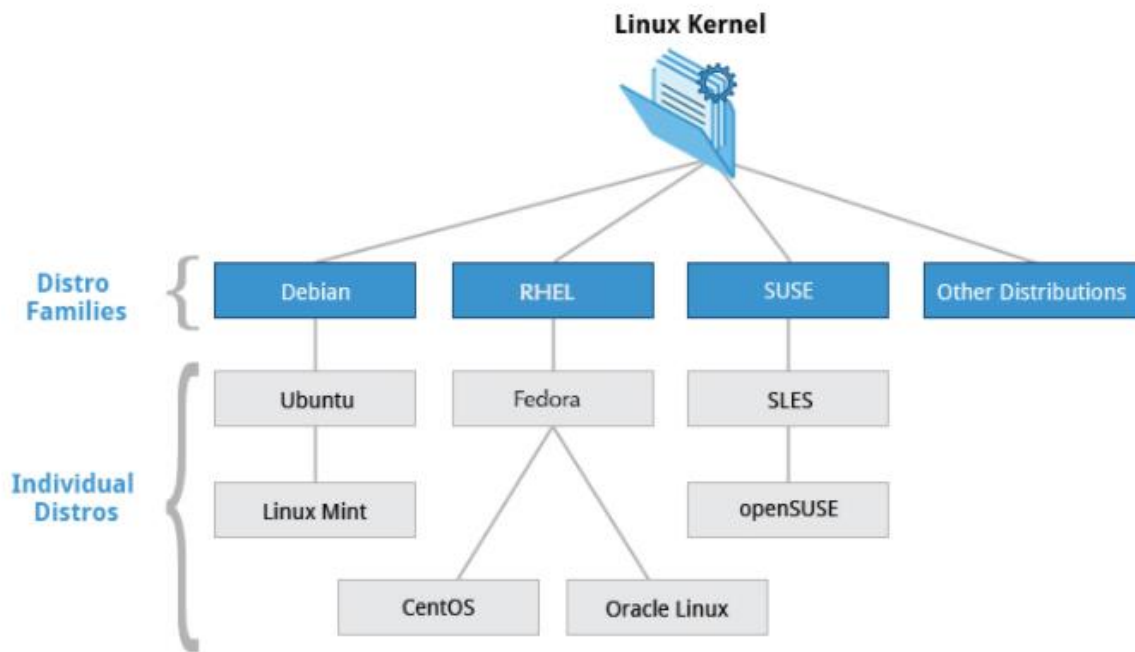 Linux Kernel
Distro
Families
Debian
RHEL
SUSE
Other Distributions
Individual
Distros
Ubuntu
Fedora
SLES
Linux Mint
openSUSE
CentOS
Oracle Linux